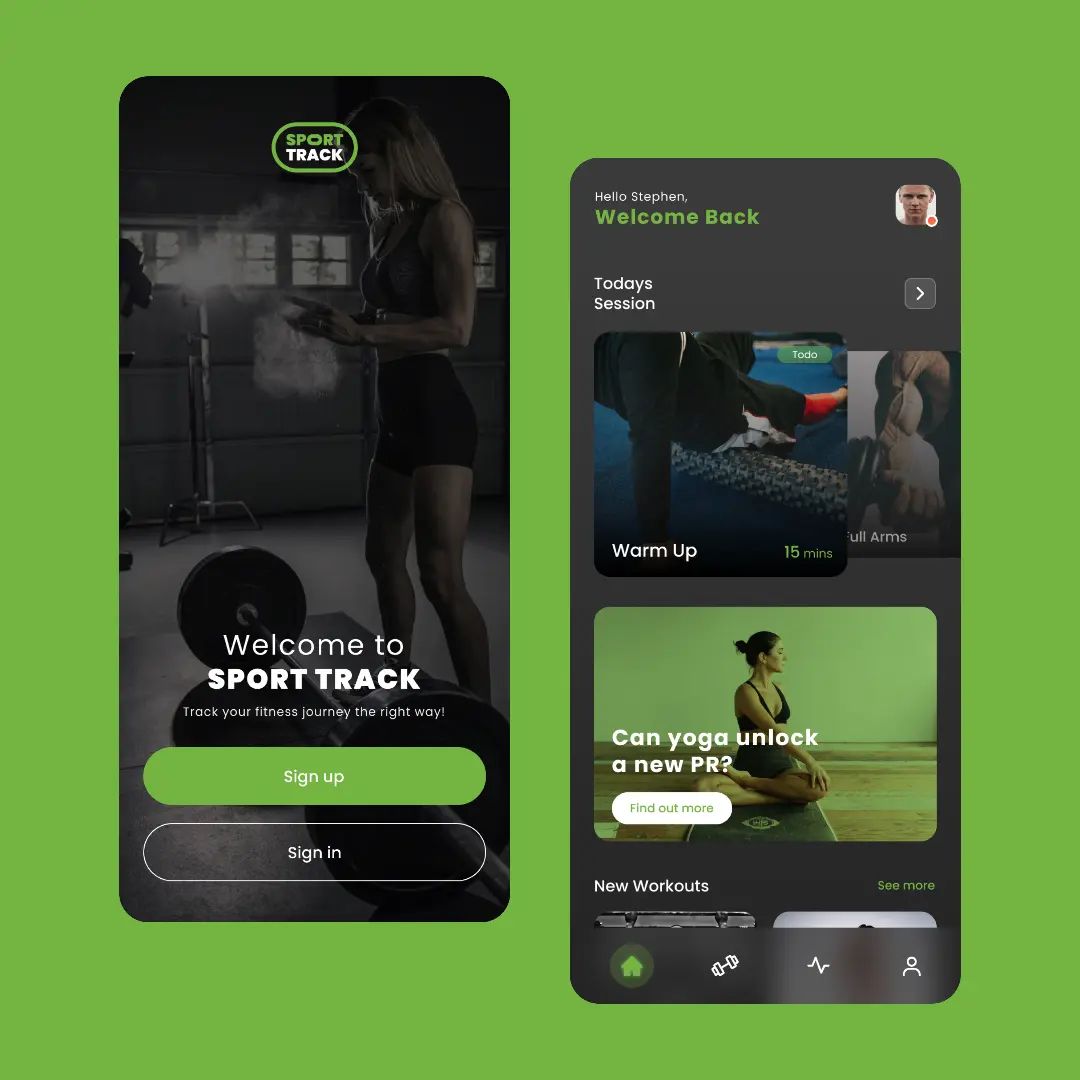 SPORT
TRACK
Welcome to
SPORT TRACK
Track your fitness journey the right way!
Sign up
Sign in
Hello Stephen,
Welcome Back
Todays
Session
Todo
Warm Up
15 mins
Full Arms
Can yoga unlock
a new PR?
Find out more
New Workouts
See more